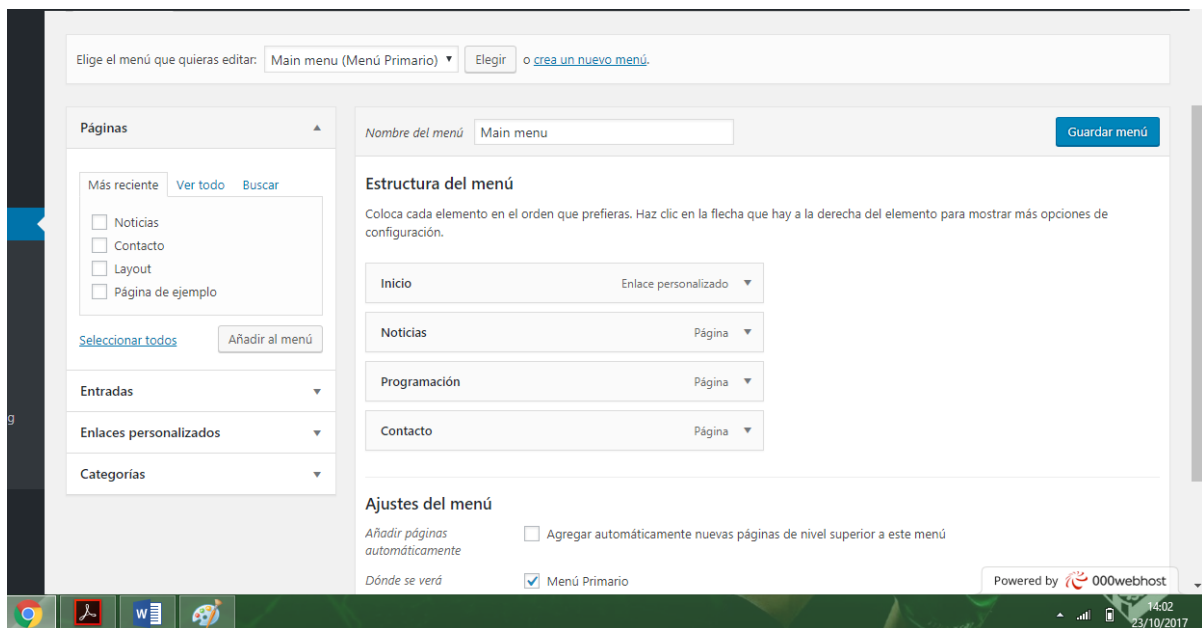 Elige el menú que quieras editar: Main menu (Menú Primario) Elegir o crea un nuevo menú.
Páginas
Más reciente Ver todo Buscar
Noticias
Contacto
Layout
Página de ejemplo
Seleccionar todos Añadir al menú
Entradas
Enlaces personalizados
Categorías
Nombre del menú Main menu Guardar menú
Estructura del menú
Coloca cada elemento en el orden que prefieras. Haz clic en la flecha que hay a la derecha del elemento para mostrar más opciones de
configuración.
Inicio Enlace personalizado
Noticias Página
Programación Página
Contacto Página
Ajustes del menú
Añadir páginas
automáticamente
Agregar automáticamente nuevas páginas de nivel superior a este menú
Dónde se verá Menú Primario
Powered by 000webhost
g
14:02
23/10/2017